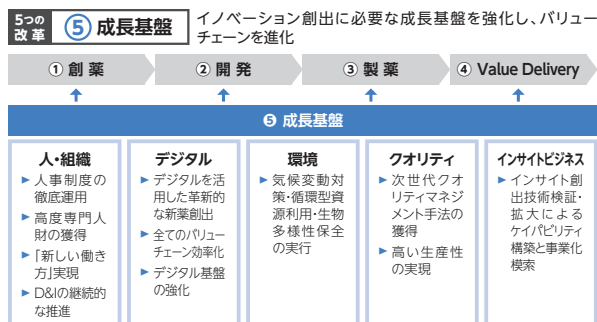 5つの
改革
⑤ 成長基盤
イノベーション創出に必要な成長基盤を強化し、バリュー
チェーンを進化
① 創薬
② 開発
③ 製薬
④ Value Delivery
❺ 成長基盤
人・組織
▶ 人事制度の
徹底運用
▶ 高度専門人
財の獲得
▶ 「新しい働き
方」実現
▶ D&Iの継続的
な推進
デジタル
▶ デジタルを活
用した革新的
な新薬創出
▶ 全てのバリュー
チェーン効率化
▶ デジタル基盤
の強化
環境
▶ 気候変動対
策・循環型資
源利用・生物
多様性保全
の実行
クオリティ
▶ 次世代クオ
リティマネジ
メント手法の
獲得
▶ 高い生産性
の実現
インサイトビジネス
▶ インサイト創
出技術検証・
拡大による
ケイパビリティ
構築と事業化
模索